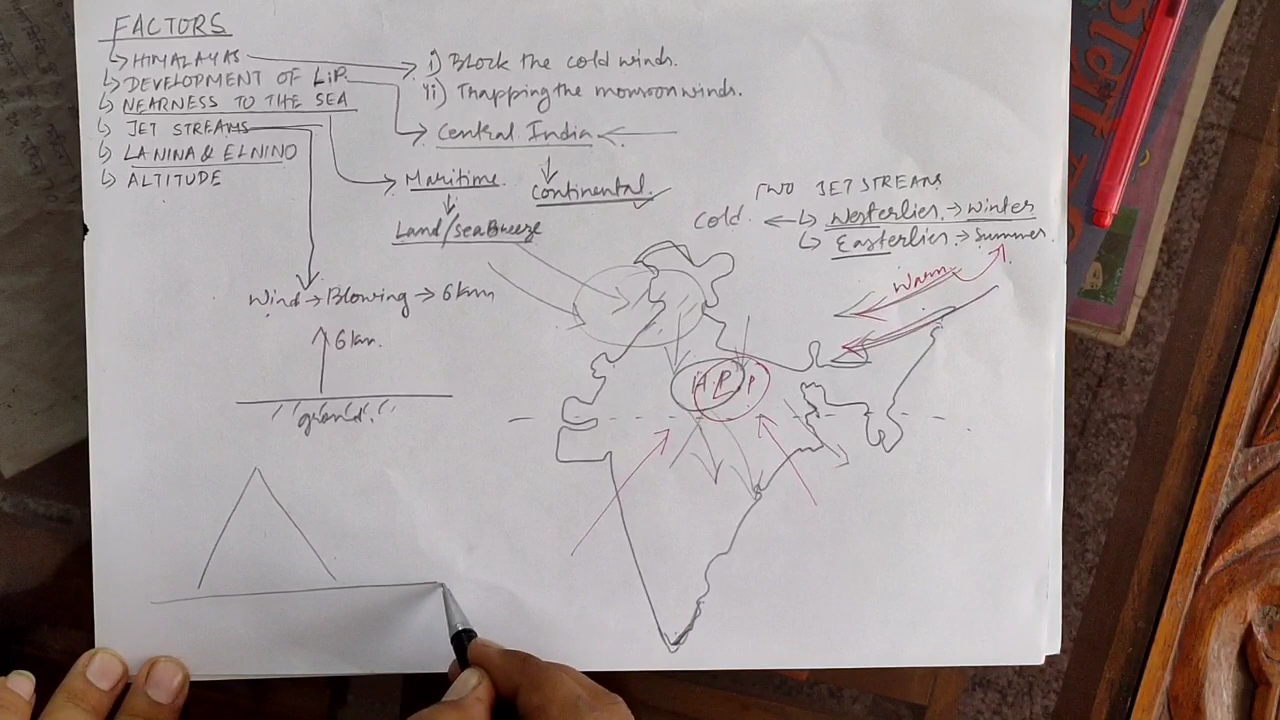 FACTORS
↳ HIMALAYAS → i) Block the cold winds.
ii) Trapping the monsoon winds.
↳ DEVELOPMENT OF L.P. → Central India ←
↳ NEARNESS TO THE SEA
↳ JET STREAMS
↳ LA NINA & EL NINO
↳ ALTITUDE
Maritime
Continental
Land/sea Breeze
TWO JET STREAMS
Cold ← ↳ Westerlies → Winter
↳ Easterlies → Summer
Warm
Wind → Blowing → 6 km
6 km.
ground